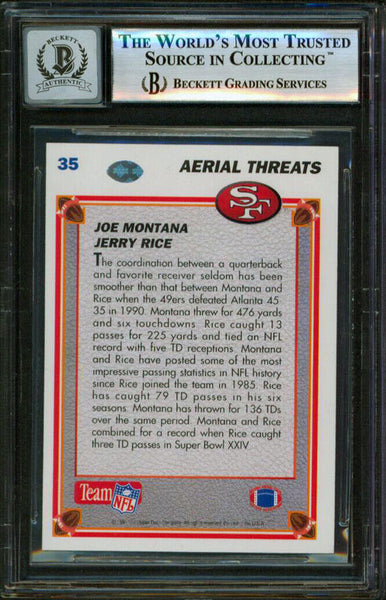 BECKETT
B
AUTHENTIC
THE WORLD'S MOST TRUSTED
SOURCE IN COLLECTING™
B BECKETT GRADING SERVICES
35
AERIAL THREATS
SF
JOE MONTANA
JERRY RICE
The coordination between a quarterback
and favorite receiver seldom has been
smoother than that between Montana and
Rice when the 49ers defeated Atlanta 45-
35 in 1990. Montana threw for 476 yards
and six touchdowns. Rice caught 13
passes for 225 yards and tied an NFL
record with five TD receptions. Montana
and Rice have posted some of the most
impressive passing statistics in NFL history
since Rice joined the team in 1985. Rice
has caught 79 TD passes in his six
seasons. Montana has thrown for 136 TDs
over the same period. Montana and Rice
combined for a record when Rice caught
three TD passes in Super Bowl XXIV.
Team NFL